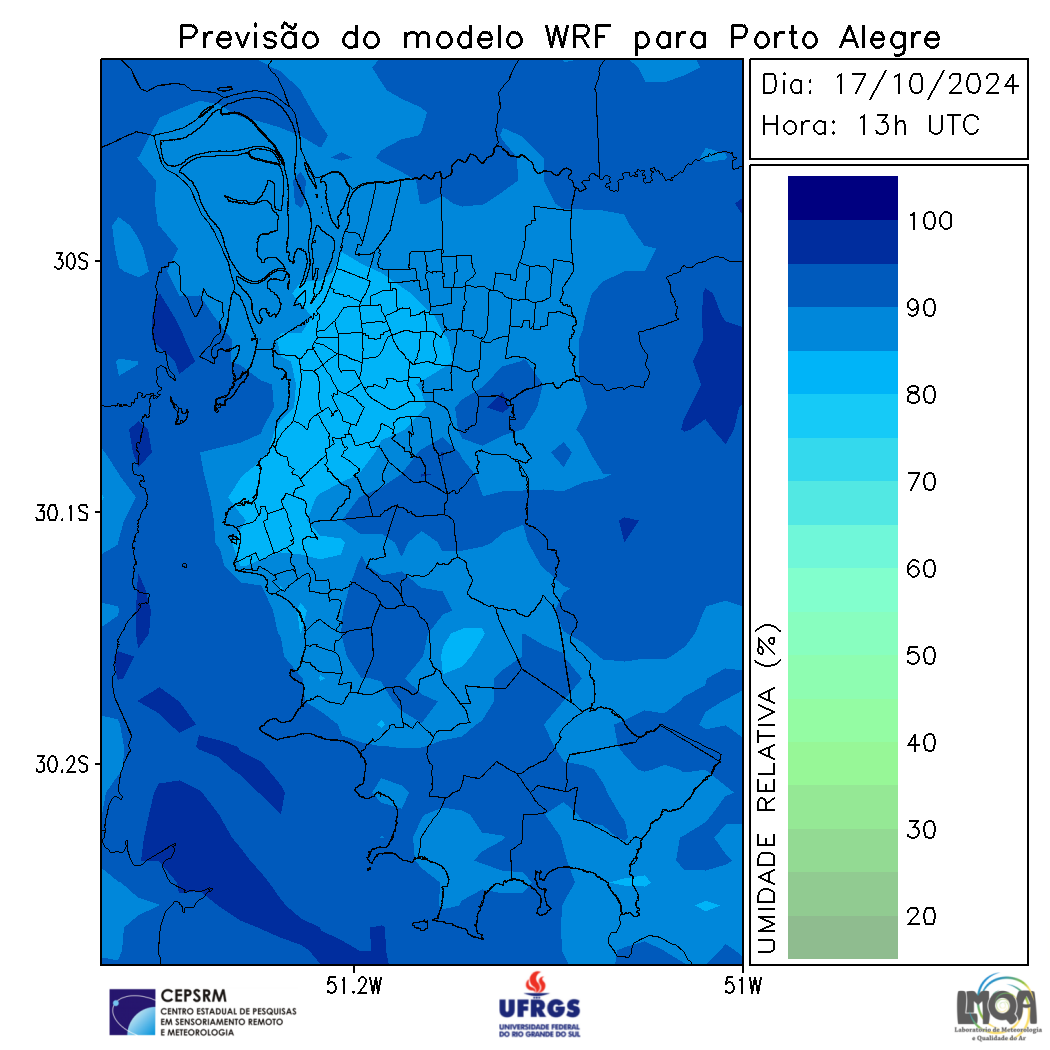 Previsão do modelo WRF para Porto Alegre
Dia: 17/10/2024
Hora: 13h UTC
30S
30.1S
30.2S
51.2W
51W
100
90
80
70
60
50
40
30
20
UMIDADE RELATIVA (%)
CEPSRM
CENTRO ESTADUAL DE PESQUISAS
EM SENSORIAMENTO REMOTO
E METEOROLOGIA
UFRGS
UNIVERSIDADE FEDERAL
DO RIO GRANDE DO SUL
LMQA
Laboratório de Meteorologia
e Qualidade do Ar